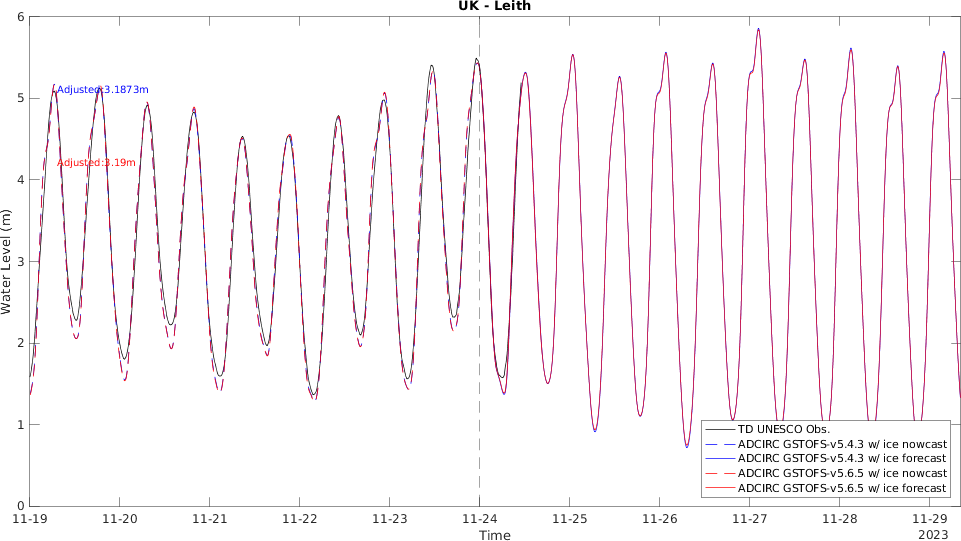 UK - Leith
6
5
4
3
2
1
0
Water Level (m)
Adjusted:3.1873m
Adjusted:3.19m
TD UNESCO Obs.
ADCIRC GSTOFS-v5.4.3 w/ ice nowcast
ADCIRC GSTOFS-v5.4.3 w/ ice forecast
ADCIRC GSTOFS-v5.6.5 w/ ice nowcast
ADCIRC GSTOFS-v5.6.5 w/ ice forecast
11-19 11-20 11-21 11-22 11-23 11-24 11-25 11-26 11-27 11-28 11-29
Time
2023